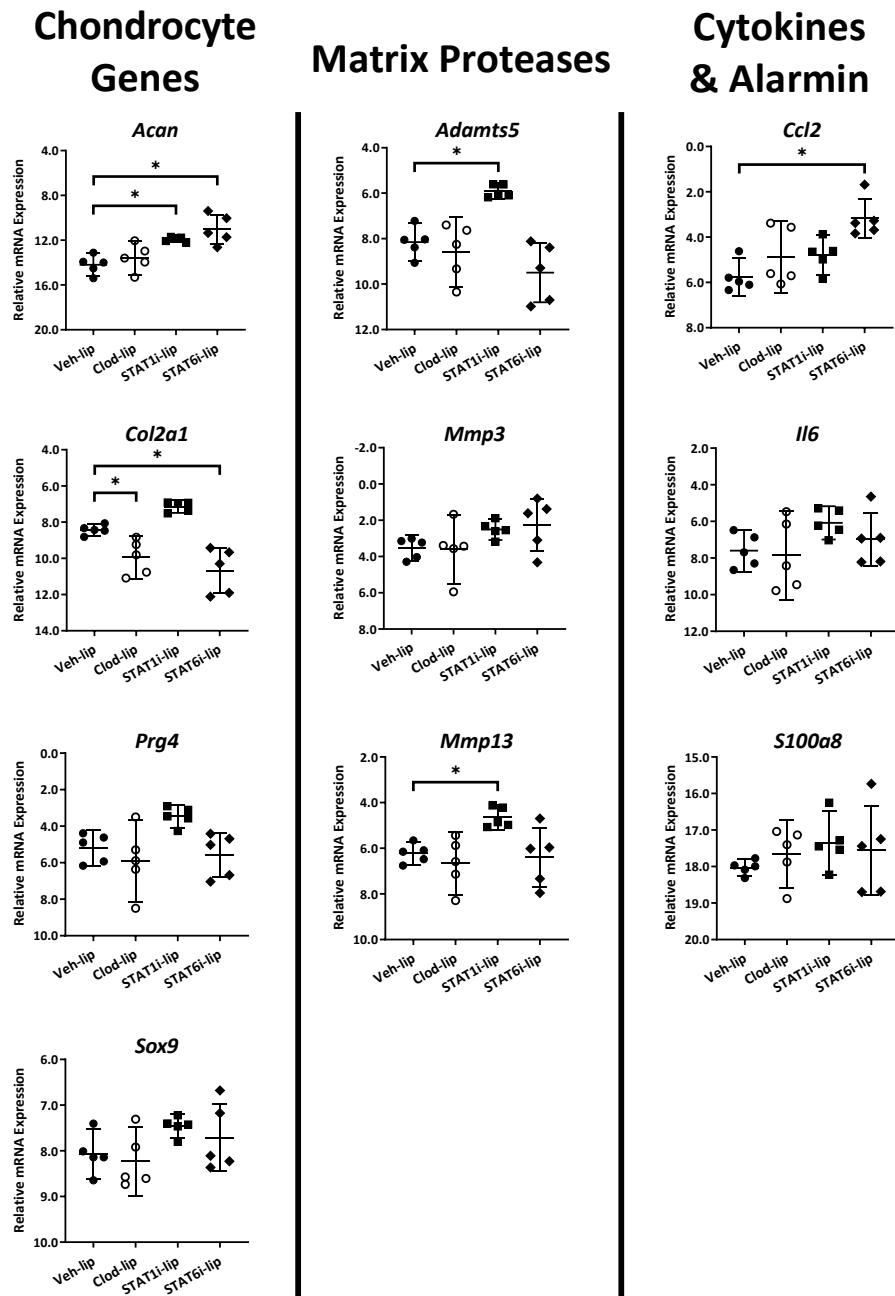 Chondrocyte
Genes
Acan
Relative mRNA Expression
4.0
8.0
12.0
16.0
20.0
*
*
Veh-lip
Clod-lip
STAT1i-lip
STAT6i-lip
Col2a1
Relative mRNA Expression
4.0
6.0
8.0
10.0
12.0
14.0
*
*
Veh-lip
Clod-lip
STAT1i-lip
STAT6i-lip
Prg4
Relative mRNA Expression
0.0
2.0
4.0
6.0
8.0
10.0
Veh-lip
Clod-lip
STAT1i-lip
STAT6i-lip
Sox9
Relative mRNA Expression
6.0
7.0
8.0
9.0
10.0
Veh-lip
Clod-lip
STAT1i-lip
STAT6i-lip
Matrix Proteases
Adamts5
Relative mRNA Expression
4.0
6.0
8.0
10.0
12.0
*
Veh-lip
Clod-lip
STAT1i-lip
STAT6i-lip
Mmp3
Relative mRNA Expression
-2.0
0.0
2.0
4.0
6.0
8.0
Veh-lip
Clod-lip
STAT1i-lip
STAT6i-lip
Mmp13
Relative mRNA Expression
2.0
4.0
6.0
8.0
10.0
*
Veh-lip
Clod-lip
STAT1i-lip
STAT6i-lip
Cytokines
& Alarmin
Ccl2
Relative mRNA Expression
0.0
2.0
4.0
6.0
8.0
*
Veh-lip
Clod-lip
STAT1i-lip
STAT6i-lip
Il6
Relative mRNA Expression
2.0
4.0
6.0
8.0
10.0
12.0
Veh-lip
Clod-lip
STAT1i-lip
STAT6i-lip
S100a8
Relative mRNA Expression
15.0
16.0
17.0
18.0
19.0
20.0
Veh-lip
Clod-lip
STAT1i-lip
STAT6i-lip